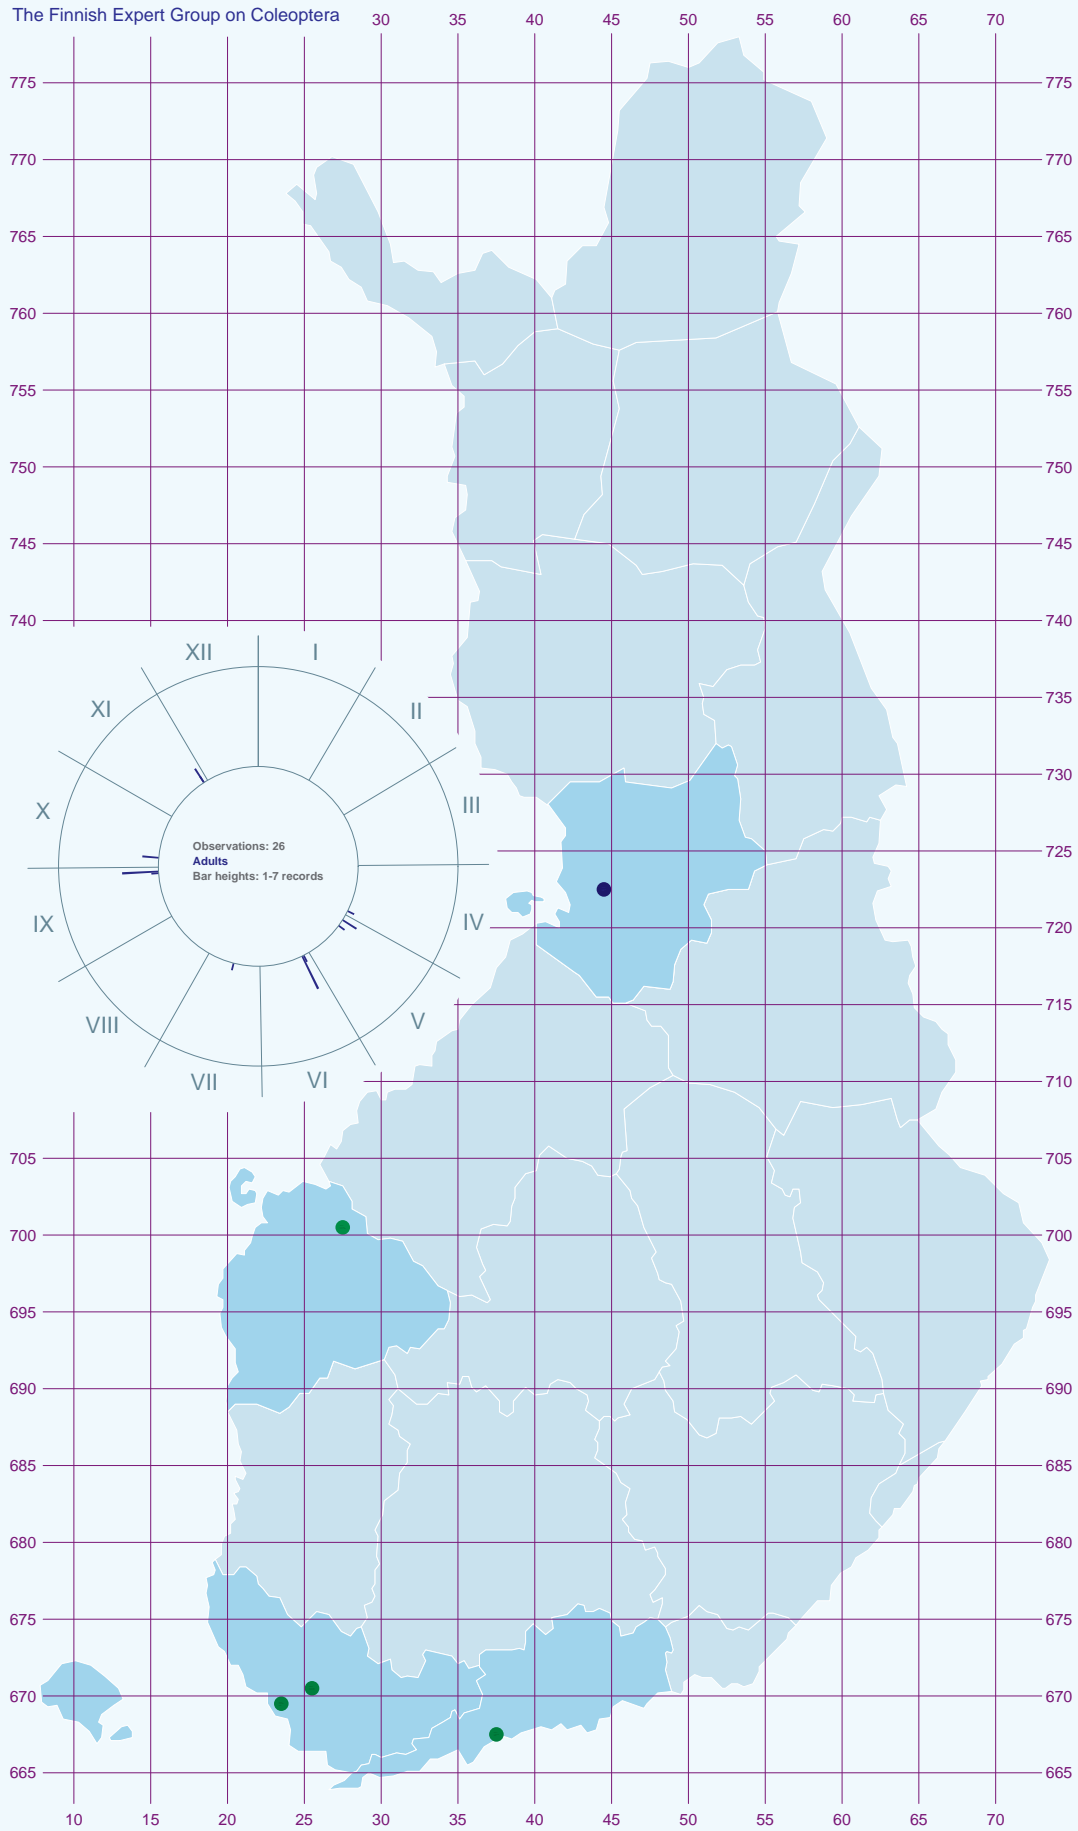 The Finnish Expert Group on Coleoptera
30 45 40 45 50 55 60 65 70
775 775
770 770
765 765
760 760
755 755
750 750
745 745
740 740
XII I
735
XI II
730
X III
Observations: 26
Adults
Bar heights: 1-7 records
725
IX IV
720
VIII V
715
VII VI
710
705 705
700 700
695 695
690 690
685 685
680 680
675 675
670 670
665 665
10 15 20 25 30 35 40 45 50 55 60 65 70